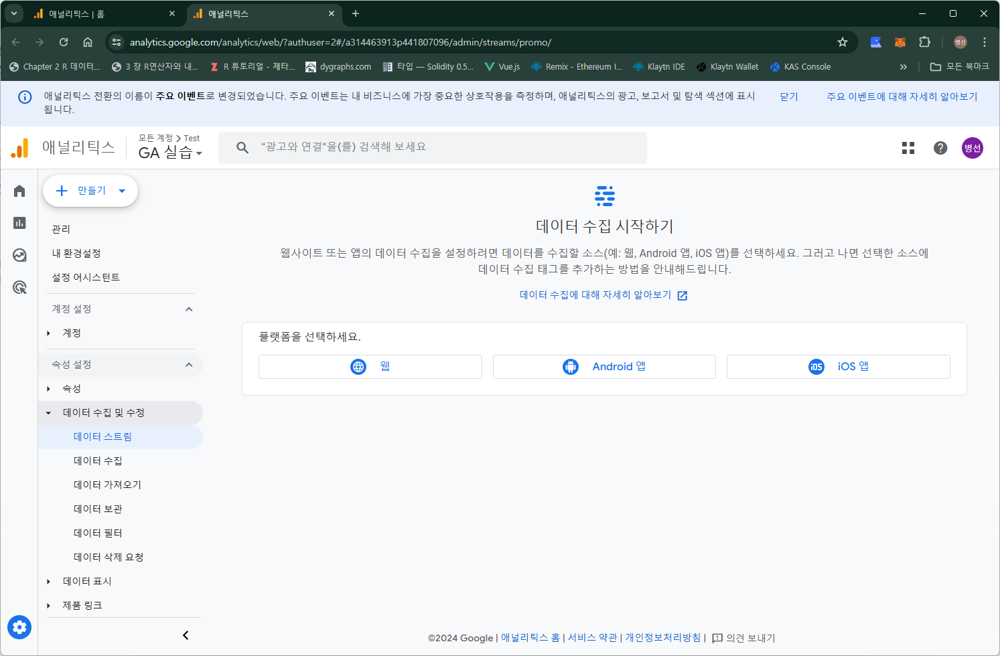 애널리틱스 | 홈
애널리틱스
analytics.google.com/analytics/web/?authuser=2#/a314463913p441807096/admin/streams/promo/
병선
Chapter 2 R 데이터...
3 장 R연산자와 내...
R 튜토리얼 - 제타...
dygraphs.com
타입 — Solidity 0.5...
Vue.js
Remix - Ethereum I...
Klaytn IDE
Klaytn Wallet
KAS Console
모든 북마크
애널리틱스 전환의 이름이 주요 이벤트로 변경되었습니다. 주요 이벤트는 내 비즈니스에 가장 중요한 상호작용을 측정하며, 애널리틱스의 광고, 보고서 및 탐색 섹션에 표시
됩니다.
닫기
주요 이벤트에 대해 자세히 알아보기
애널리틱스
모든 계정 > Test
GA 실습
"광고와 연결"을(를) 검색해 보세요
병선
만들기
관리
내 환경설정
설정 어시스턴트
계정 설정
계정
속성 설정
속성
데이터 수집 및 수정
데이터 스트림
데이터 수집
데이터 가져오기
데이터 보관
데이터 필터
데이터 삭제 요청
데이터 표시
제품 링크
데이터 수집 시작하기
웹사이트 또는 앱의 데이터 수집을 설정하려면 데이터를 수집할 소스(예: 웹, Android 앱, iOS 앱)를 선택하세요. 그러고 나면 선택한 소스에
데이터 수집 태그를 추가하는 방법을 안내해드립니다.
데이터 수집에 대해 자세히 알아보기
플랫폼을 선택하세요.
웹
Android 앱
iOS iOS 앱
©2024 Google | 애널리틱스 홈 | 서비스 약관 | 개인정보처리방침 | 의견 보내기